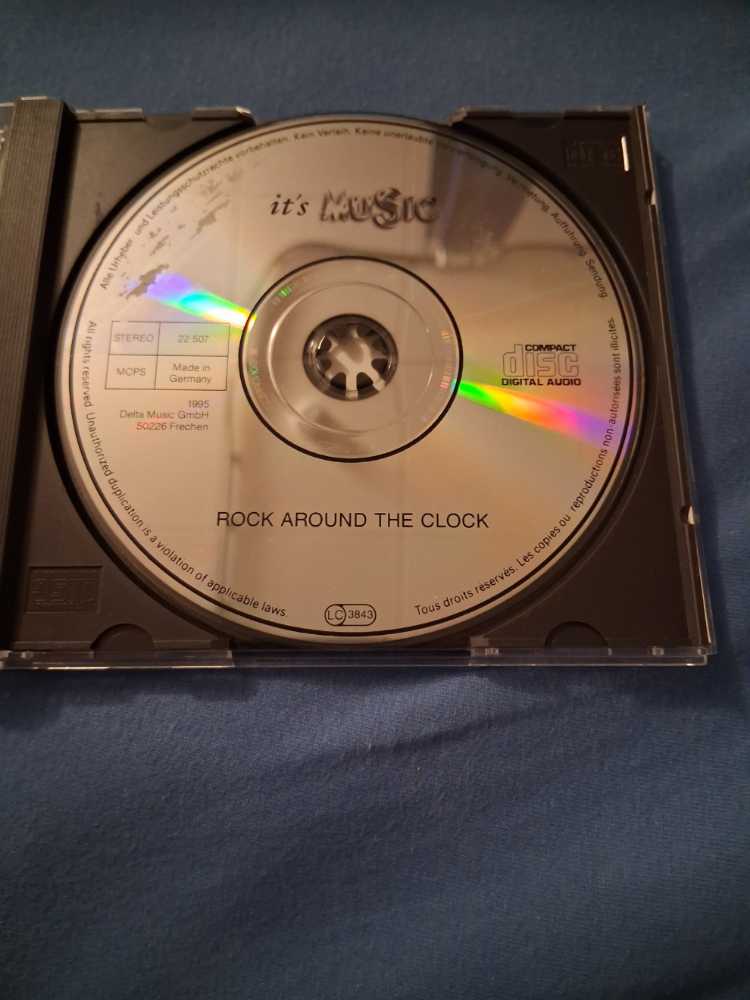 Alle Urheber- und Leistungsschutzrechte vorbehalten. Kein Verleih. Keine unerlaubte Vervielfältigung, Vermietung, Aufführung, Sendung.
it's MUSIC
STEREO 22 507
MCPS Made in Germany
1995
Delta Music GmbH
50226 Frechen
COMPACT
disc
DIGITAL AUDIO
ROCK AROUND THE CLOCK
All rights reserved. Unauthorized duplication is a violation of applicable laws.
LC 3843
Tous droits réservés. Les copies ou reproductions non-autorisées sont illicites.